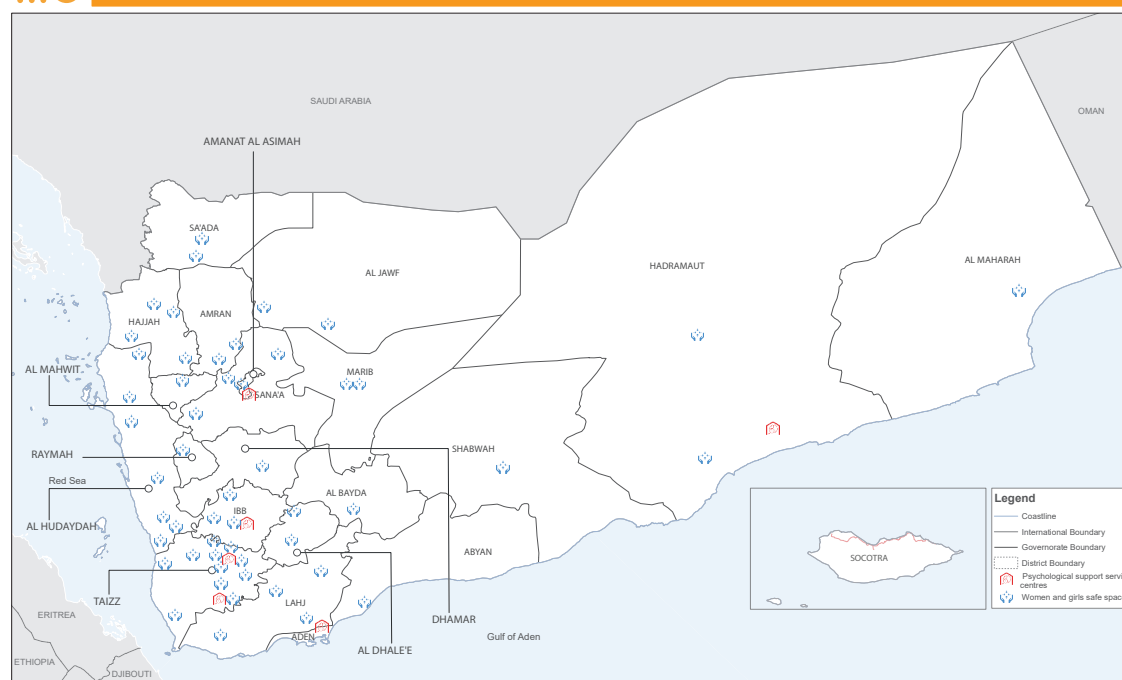 SAUDI ARABIA
OMAN
AMANAT AL ASIMAH
SA'ADA
AL JAWF
HADRAMAUT
AL MAHARAH
HAJJAH
AMRAN
AL MAHWIT
MARIB
SANA'A
SHABWAH
RAYMAH
Red Sea
AL BAYDA
IBB
AL HUDAYDAH
ABYAN
TAIZZ
LAHJ
DHAMAR
ADEN
AL DHALE'E
Gulf of Aden
ERITREA
ETHIOPIA
DJIBOUTI
SOCOTRA
Legend
Coastline
International Boundary
Governorate Boundary
District Boundary
Psychological support servi
centres
Women and girls safe spac